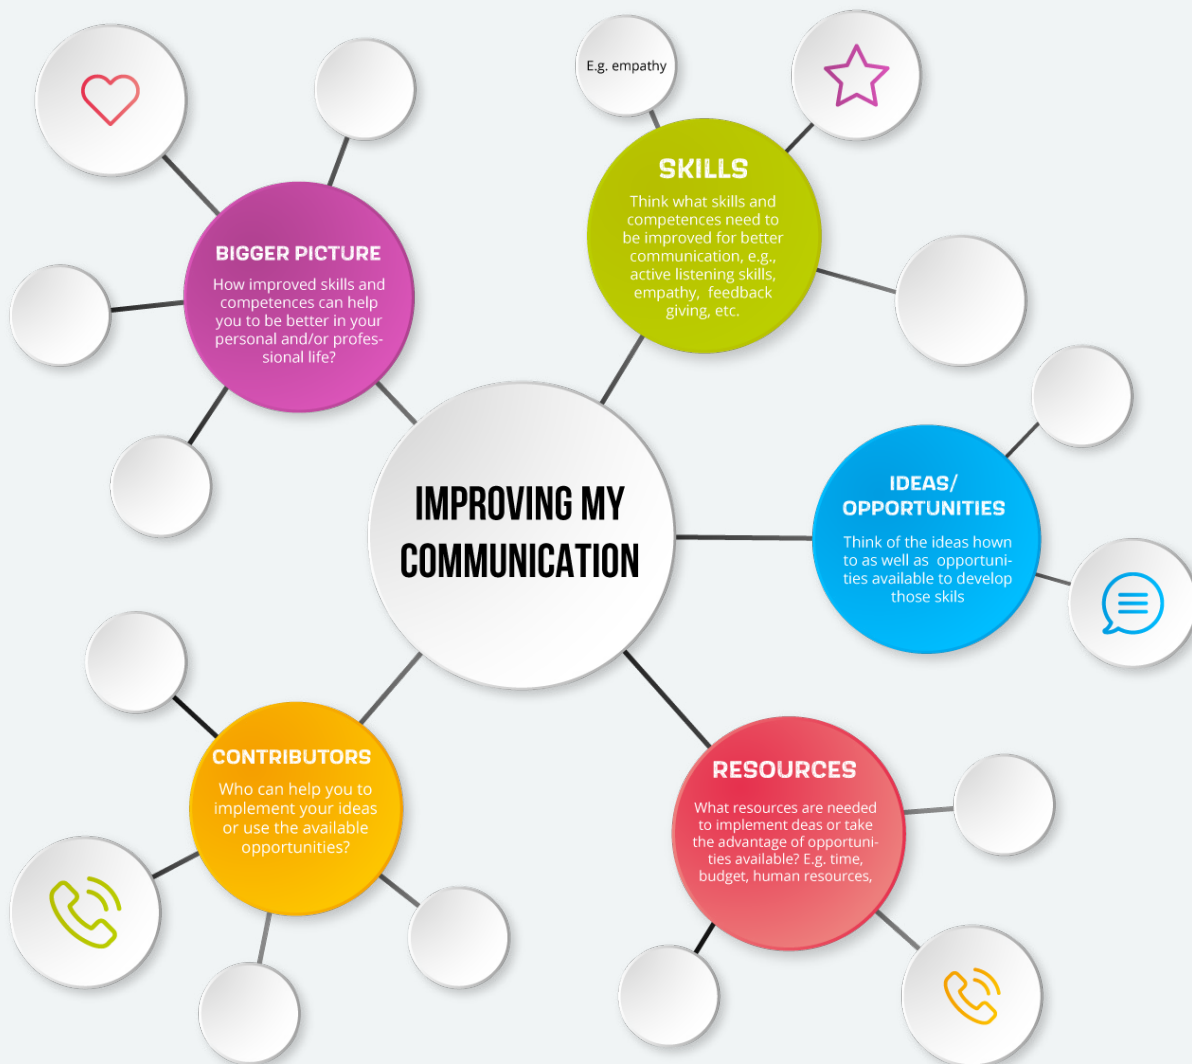 E.g. empathy
SKILLS
Think what skills and
competences need to
be improved for better
communication, e.g.,
active listening skills,
empathy, feedback
giving, etc.
BIGGER PICTURE
How improved skills and
competences can help
you to be better in your
personal and/or profes-
sional life?
IMPROVING MY
COMMUNICATION
IDEAS/
OPPORTUNITIES
Think of the ideas hown
to as well as opportuni-
ties available to develop
those skils
CONTRIBUTORS
Who can help you to
implement your ideas
or use the available
opportunities?
RESOURCES
What resources are needed
to implement deas or take
the advantage of opportuni-
ties available? E.g. time,
budget, human resources,